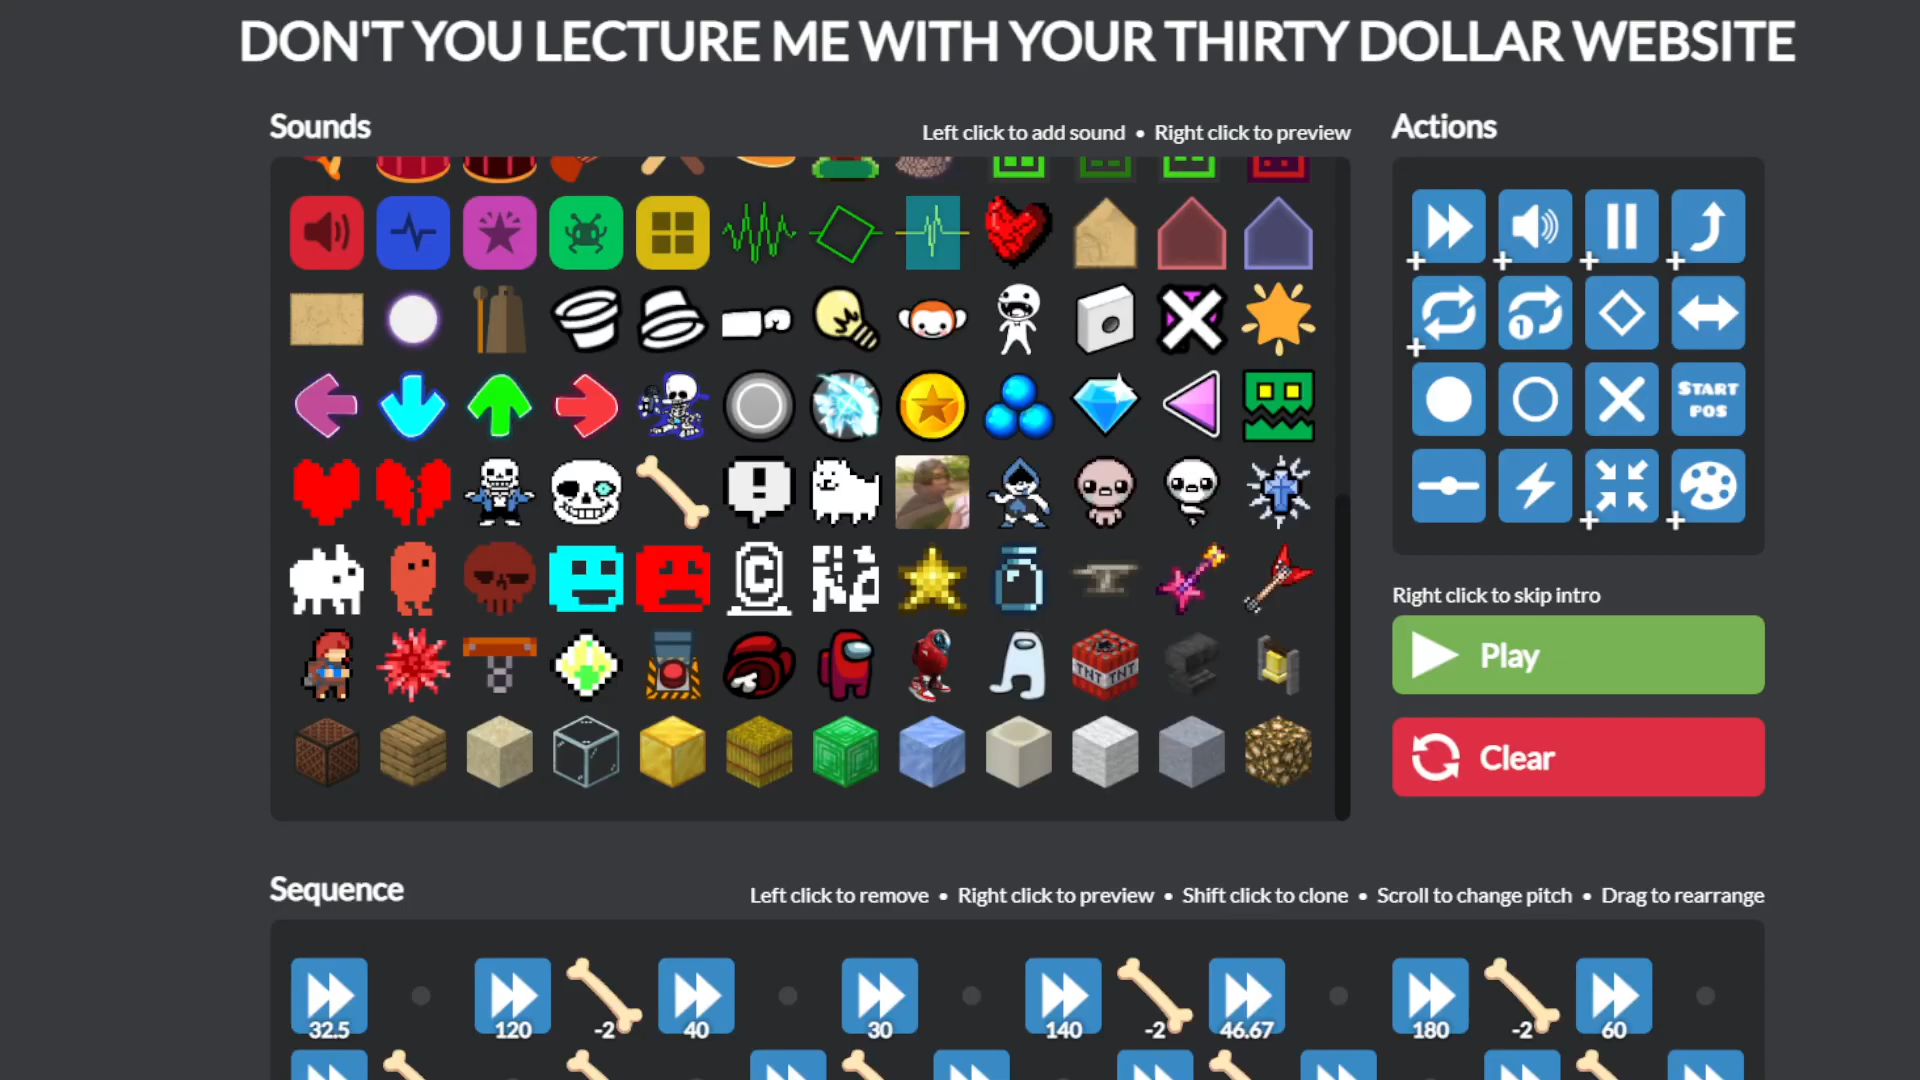 DON'T YOU LECTURE ME WITH YOUR THIRTY DOLLAR WEBSITE
Sounds
Left click to add sound • Right click to preview
Actions
START
POS
TNT TNT
Right click to skip intro
Play
Clear
Sequence
Left click to remove • Right click to preview • Shift click to clone • Scroll to change pitch • Drag to rearrange
32.5 120 -2 40 30 140 -2 46.67 180 -2 60